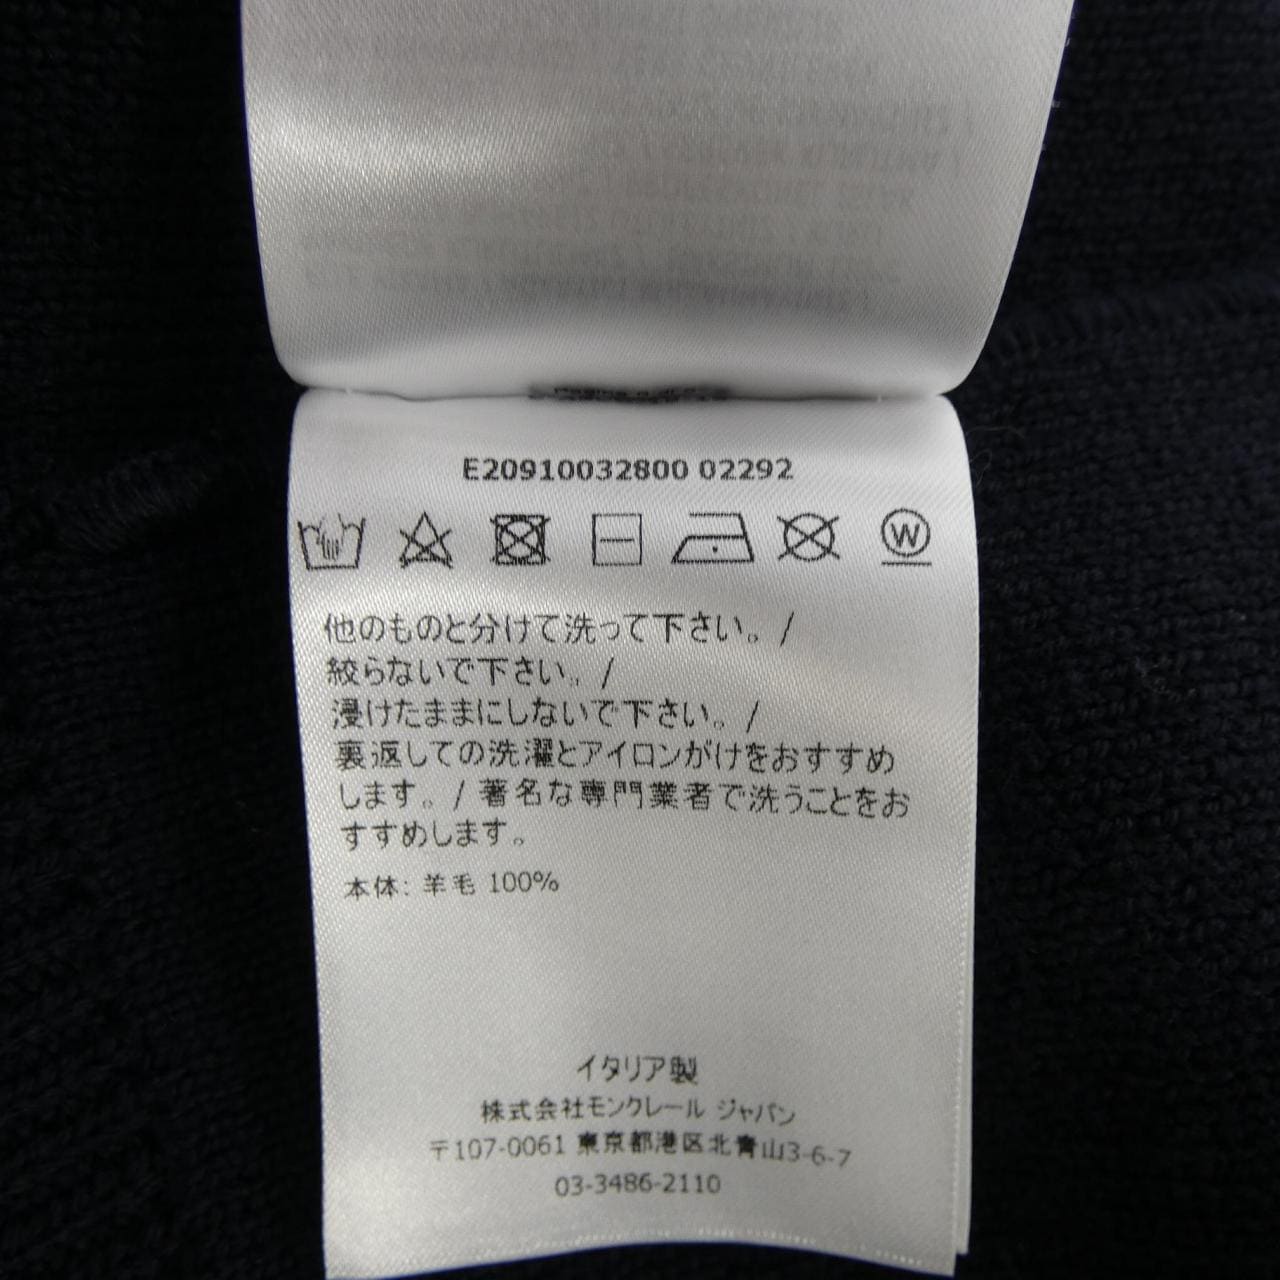 E20910032800 02292
W
他のものと分けて洗って下さい。/
絞らないで下さい。/
浸けたままにしないで下さい。/
裏返しての洗濯とアイロンがけをおすすめ
します。/ 著名な専門業者で洗うことをお
すすめします。
本体: 羊毛 100%
イタリア製
株式会社モンクレール ジャパン
〒107-0061 東京都港区北青山3-6-7
03-3486-2110